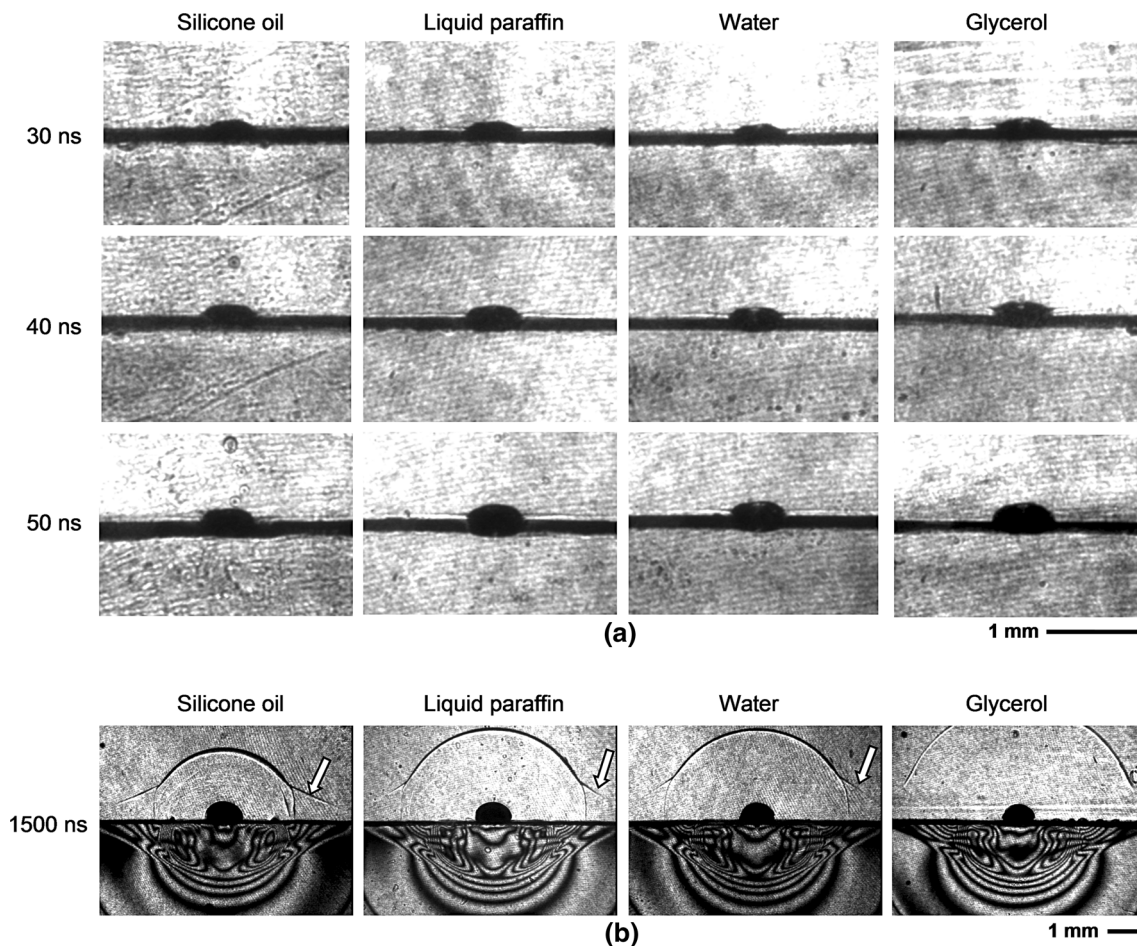 (a)
Silicone oil Liquid paraffin Water Glycerol
30 ns
40 ns
50 ns
(a)
1 mm
Silicone oil Liquid paraffin Water Glycerol
1500 ns
(b)
1 mm